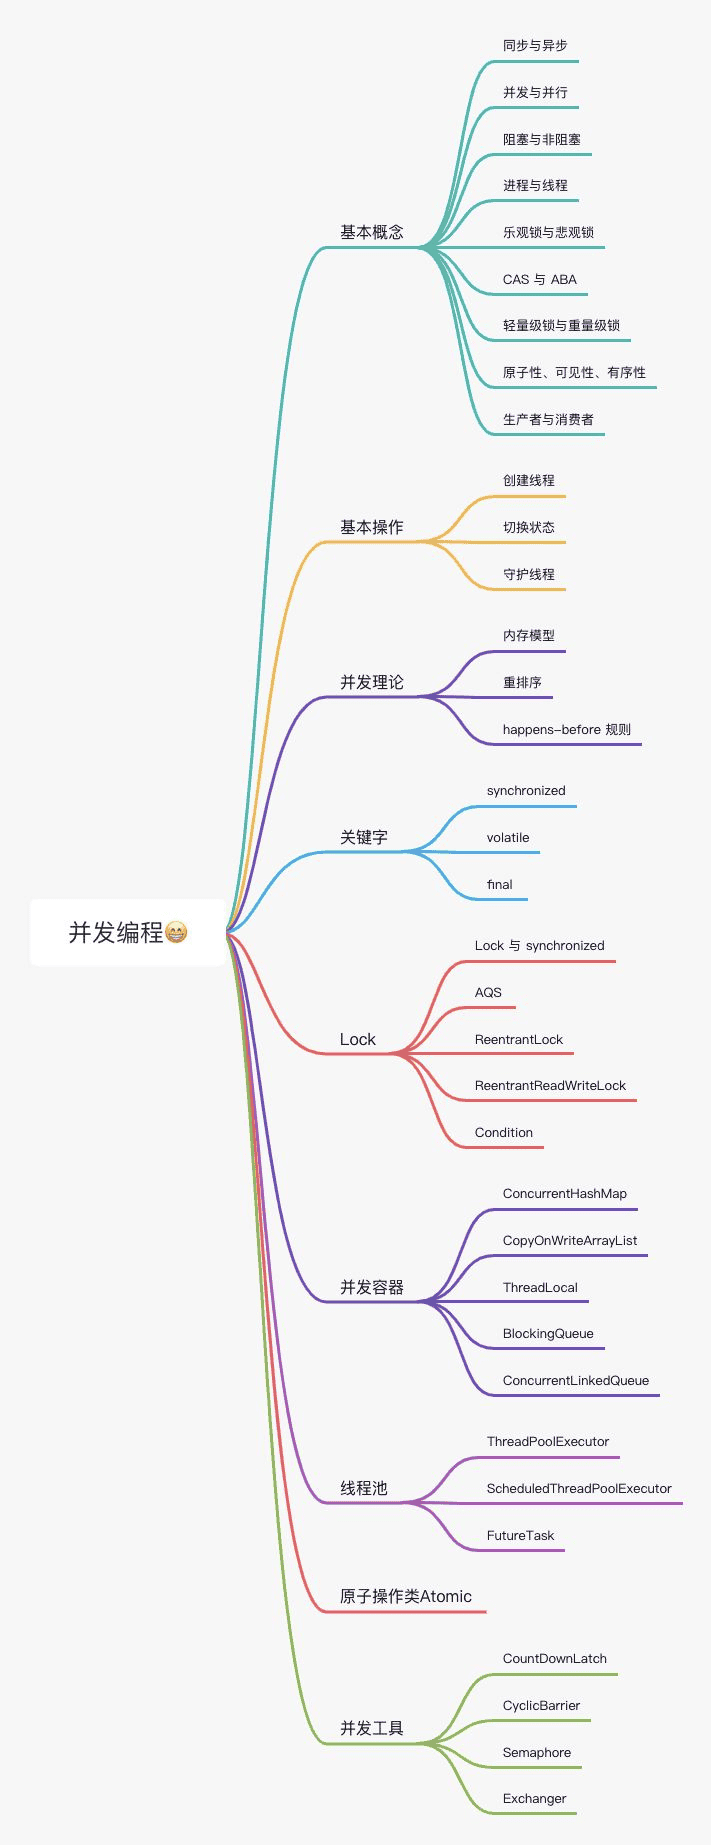 并发编程😁
基本概念
同步与异步
并发与并行
阻塞与非阻塞
进程与线程
乐观锁与悲观锁
CAS 与 ABA
轻量级锁与重量级锁
原子性、可见性、有序性
生产者与消费者
基本操作
创建线程
切换状态
守护线程
并发理论
内存模型
重排序
happens-before 规则
关键字
synchronized
volatile
final
Lock
Lock 与 synchronized
AQS
ReentrantLock
ReentrantReadWriteLock
Condition
并发容器
ConcurrentHashMap
CopyOnWriteArrayList
ThreadLocal
BlockingQueue
ConcurrentLinkedQueue
线程池
ThreadPoolExecutor
ScheduledThreadPoolExecutor
FutureTask
原子操作类Atomic
并发工具
CountDownLatch
CyclicBarrier
Semaphore
Exchanger